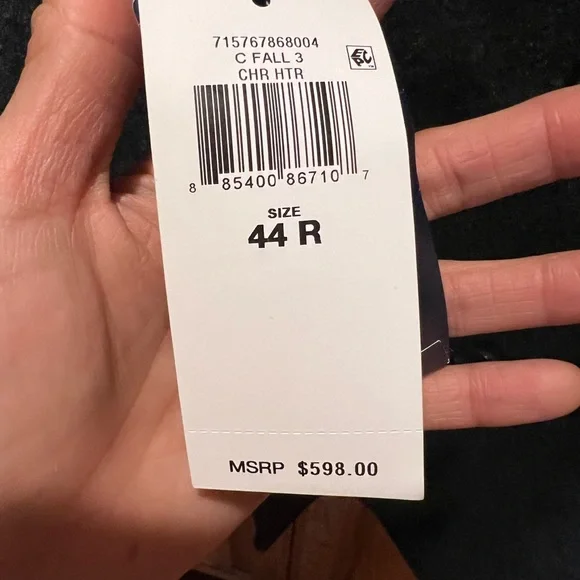 715767868004
C FALL 3
CHR HTR
8 85400 86710 7
SIZE
44 R
MSRP $598.00